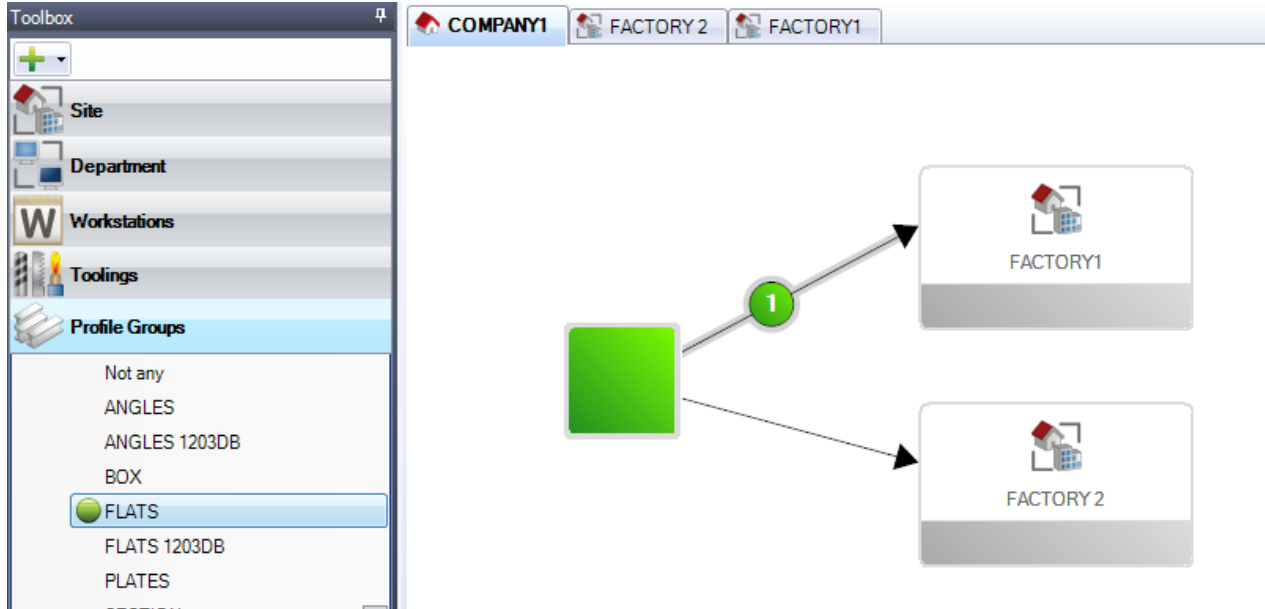 Toolbox
Site
Department
W Workstations
Toolings
Profile Groups
Not any
ANGLES
ANGLES 1203DB
BOX
FLATS
FLATS 1203DB
PLATES
COMPANY1 FACTORY 2 FACTORY1
1
FACTORY1
FACTORY 2